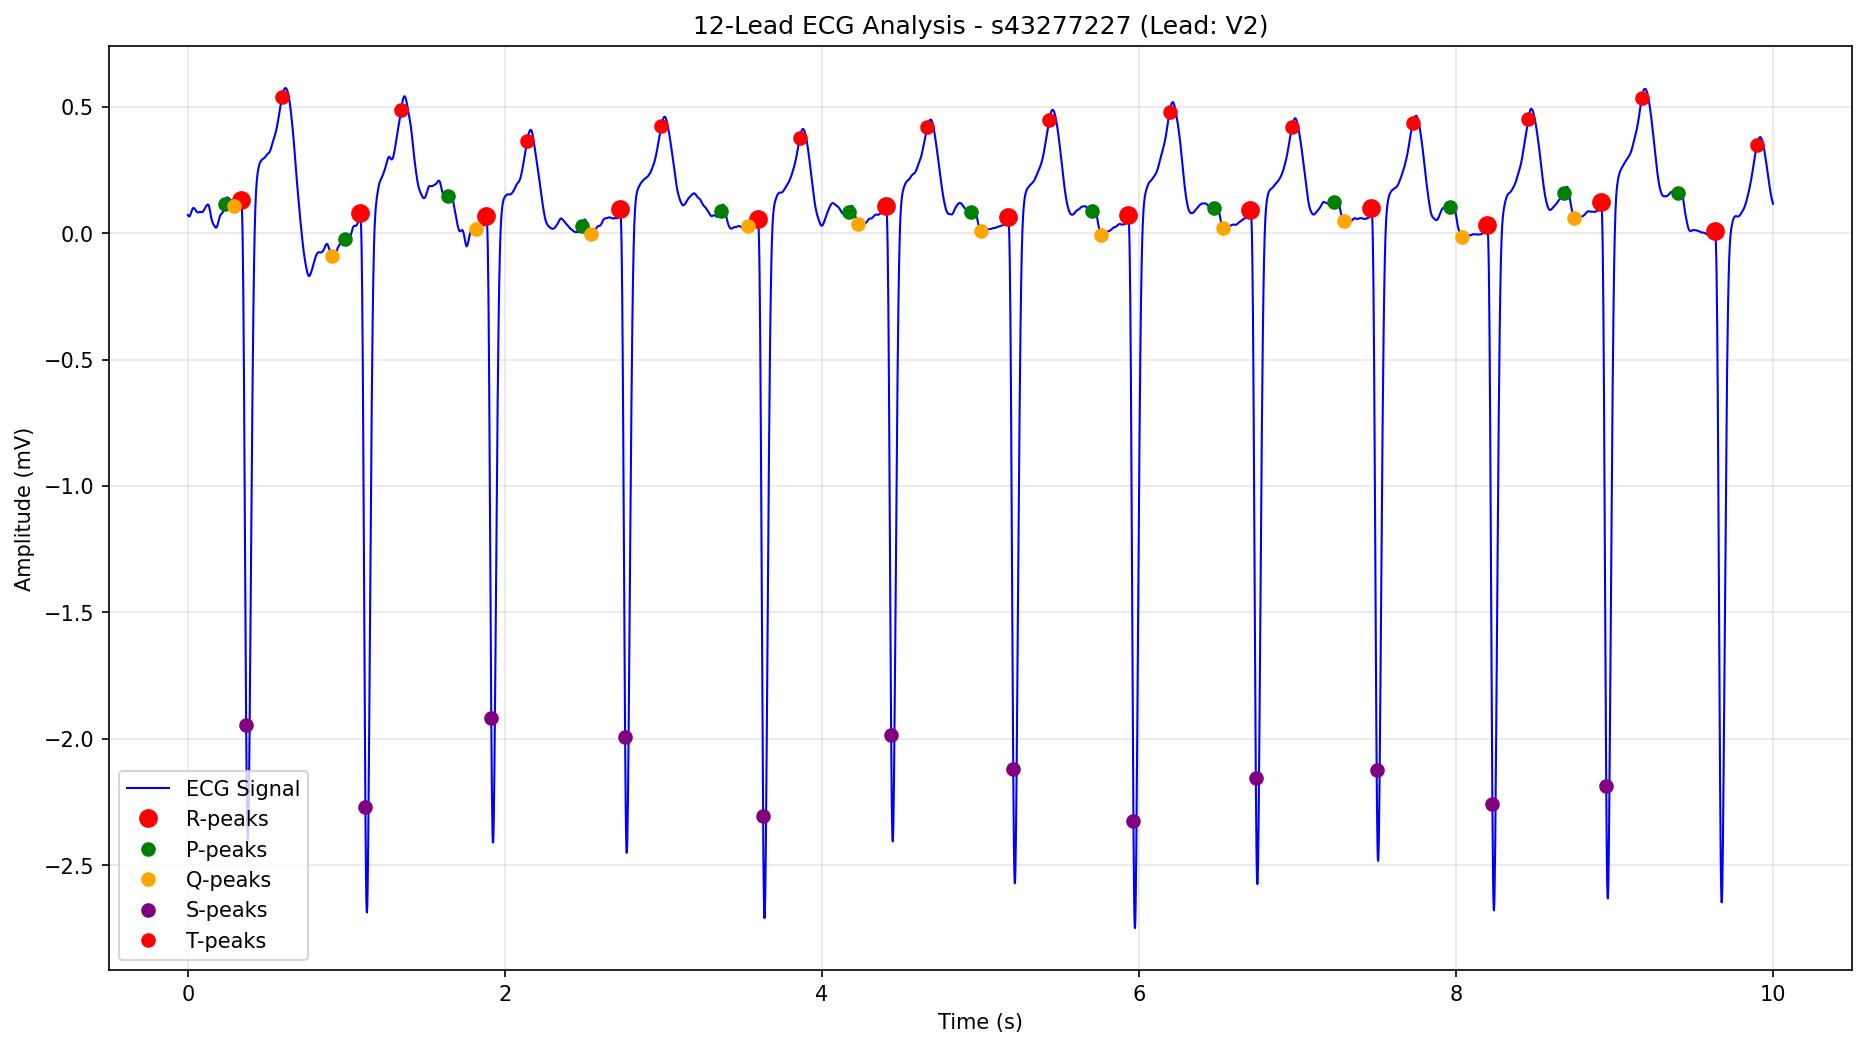 12-Lead ECG Analysis - s43277227 (Lead: V2)
Amplitude (mV)
0.5
0.0
−0.5
−1.0
−1.5
−2.0
−2.5
ECG Signal
R-peaks
P-peaks
Q-peaks
S-peaks
T-peaks
0 2 4 6 8 10
Time (s)